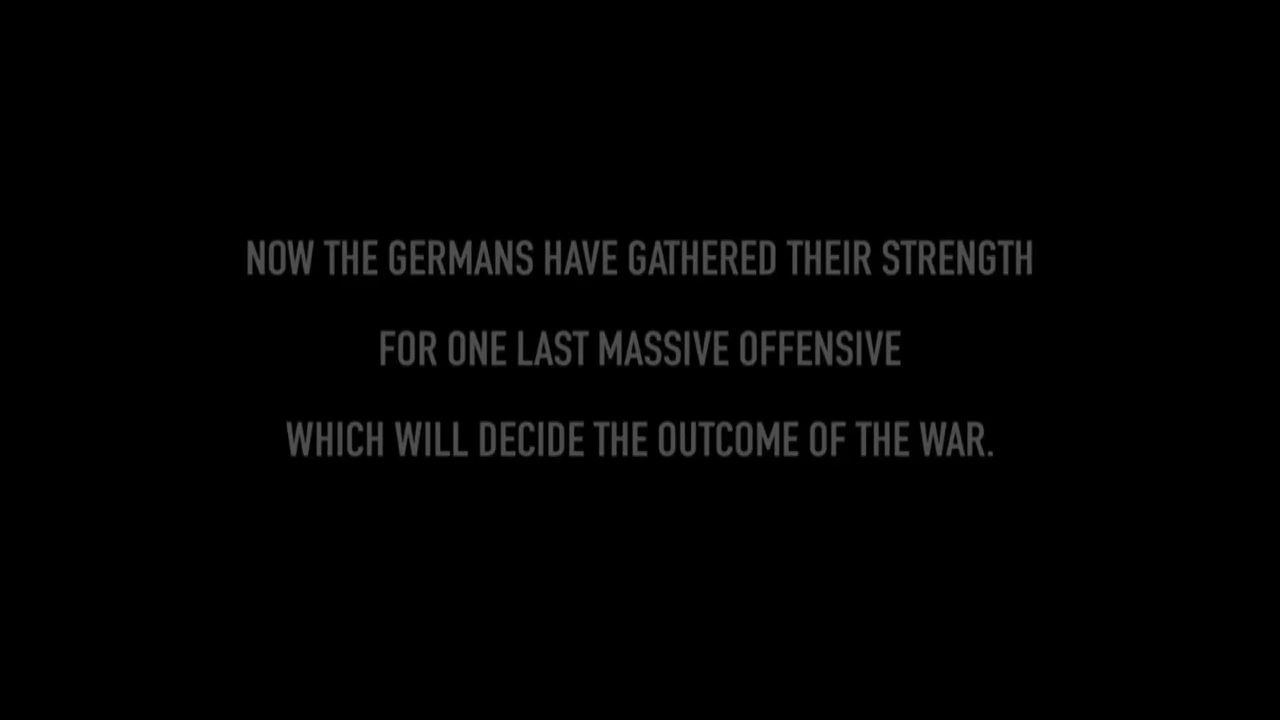 NOW THE GERMANS HAVE GATHERED THEIR STRENGTH
FOR ONE LAST MASSIVE OFFENSIVE
WHICH WILL DECIDE THE OUTCOME OF THE WAR.